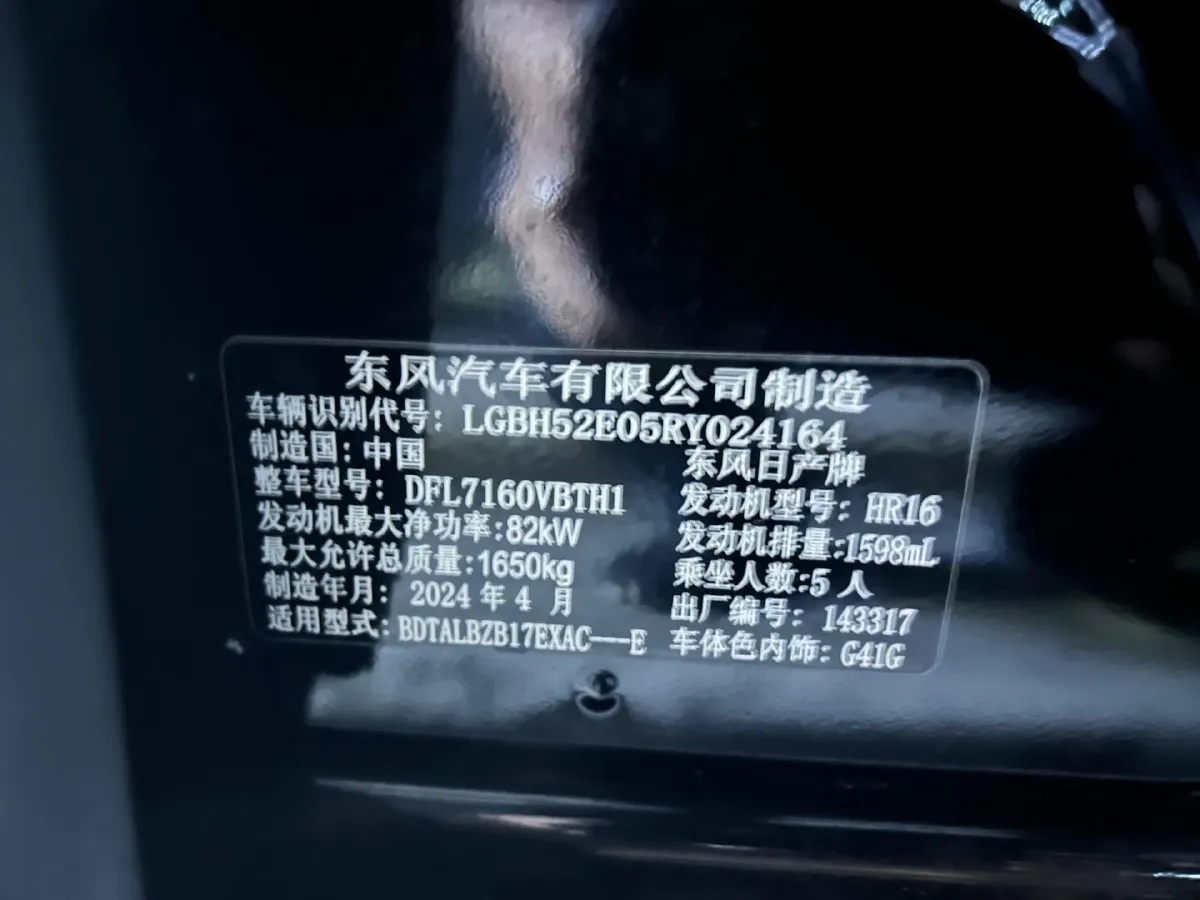 东风汽车有限公司制造
车辆识别代号: LGBH52E05RY024164
制造国: 中国 东风日产牌
整车型号: DFL7160VBTH1 发动机型号: HR16
发动机最大净功率:82kW 发动机排量:1598mL
最大允许总质量:1650kg 乘坐人数:5 人
制造年月: 2024 年 4 月 出厂编号: 143317
适用型式: BDTALBZB17EXAC---E 车体色内饰: G41G